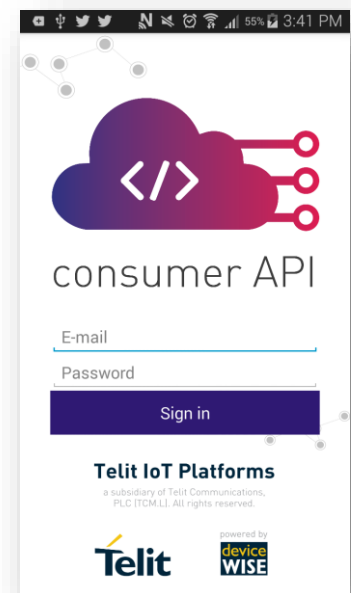 55% 3:41 PM
</>
consumer API
E-mail
Password
Sign in
Telit IoT Platforms
a subsidiary of Telit Communications,
PLC (TCM.L). All rights reserved.
powered by
Telit
device
WISE